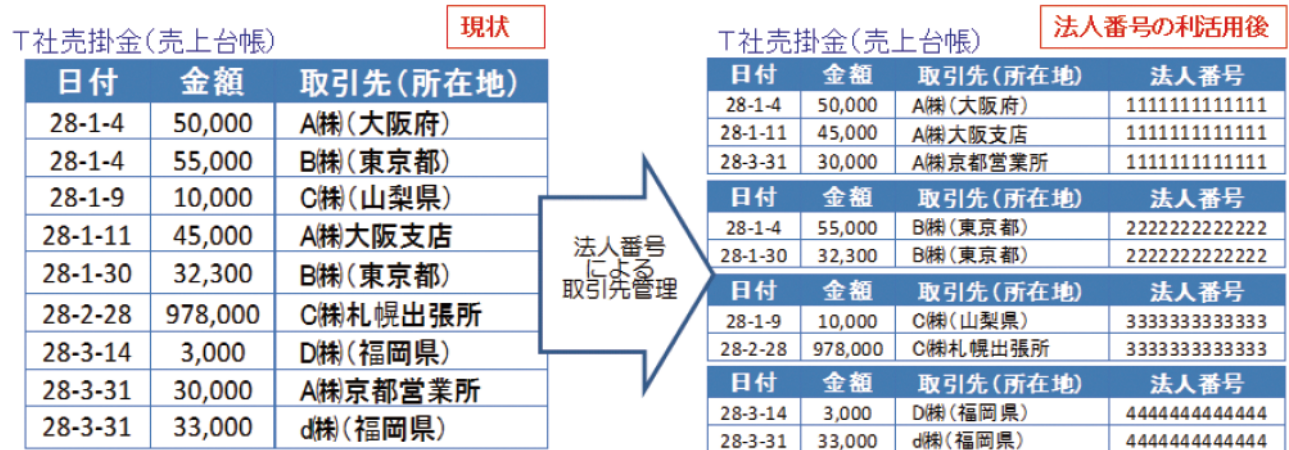 T社売掛金(売上台帳)
現状
日付 金額 取引先(所在地)
28-1-4 50,000 A㈱(大阪府)
28-1-4 55,000 B㈱(東京都)
28-1-9 10,000 C㈱(山梨県)
28-1-11 45,000 A㈱大阪支店
28-1-30 32,300 B㈱(東京都)
28-2-28 978,000 C㈱札幌出張所
28-3-14 3,000 D㈱(福岡県)
28-3-31 30,000 A㈱京都営業所
28-3-31 33,000 d㈱(福岡県)
法人番号
による
取引先管理
T社売掛金(売上台帳)
法人番号の利活用後
日付 金額 取引先(所在地) 法人番号
28-1-4 50,000 A㈱(大阪府) 1111111111111
28-1-11 45,000 A㈱大阪支店 1111111111111
28-3-31 30,000 A㈱京都営業所 1111111111111
日付 金額 取引先(所在地) 法人番号
28-1-4 55,000 B㈱(東京都) 2222222222222
28-1-30 32,300 B㈱(東京都) 2222222222222
日付 金額 取引先(所在地) 法人番号
28-1-9 10,000 C㈱(山梨県) 3333333333333
28-2-28 978,000 C㈱札幌出張所 3333333333333
日付 金額 取引先(所在地) 法人番号
28-3-14 3,000 D㈱(福岡県) 4444444444444
28-3-31 33,000 d㈱(福岡県) 4444444444444